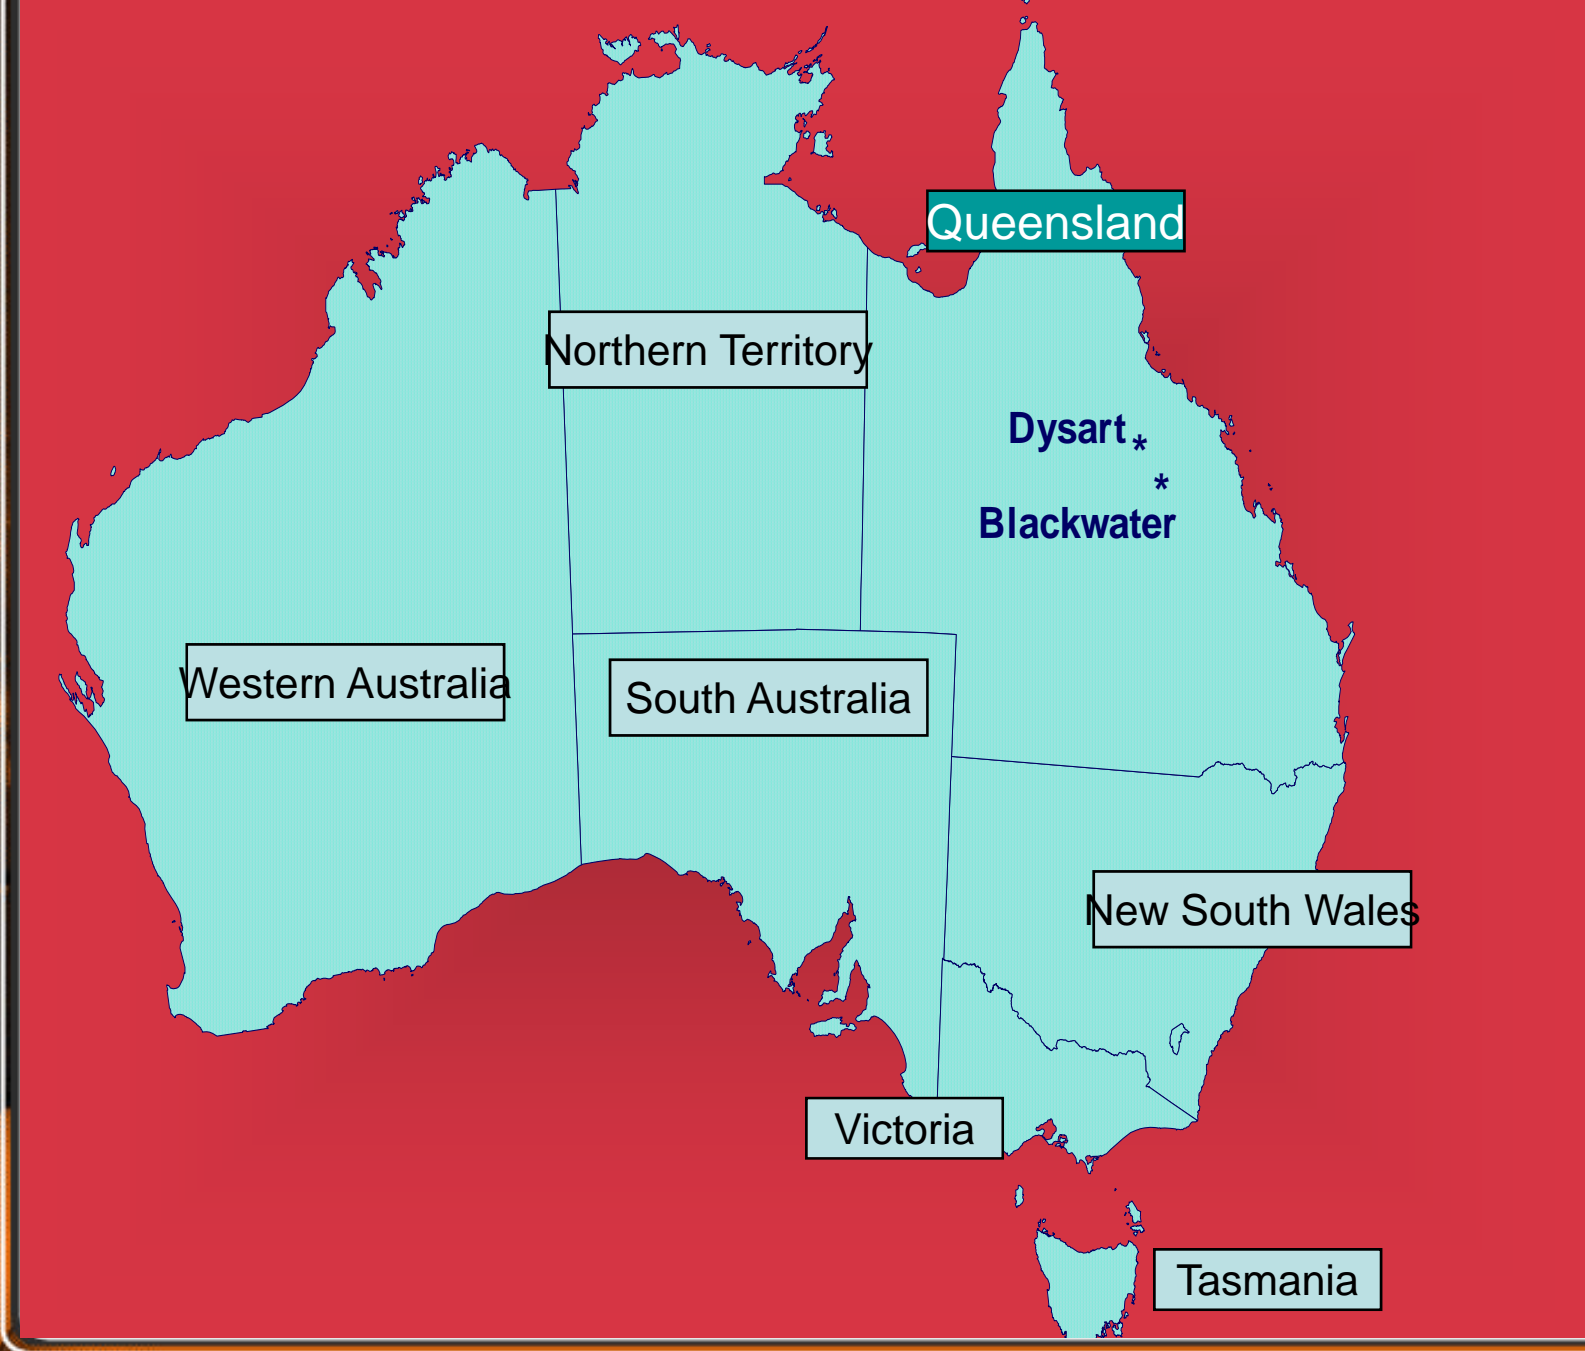 Queensland
Northern Territory
Dysart *
*
Blackwater
Western Australia
South Australia
New South Wales
Victoria
Tasmania